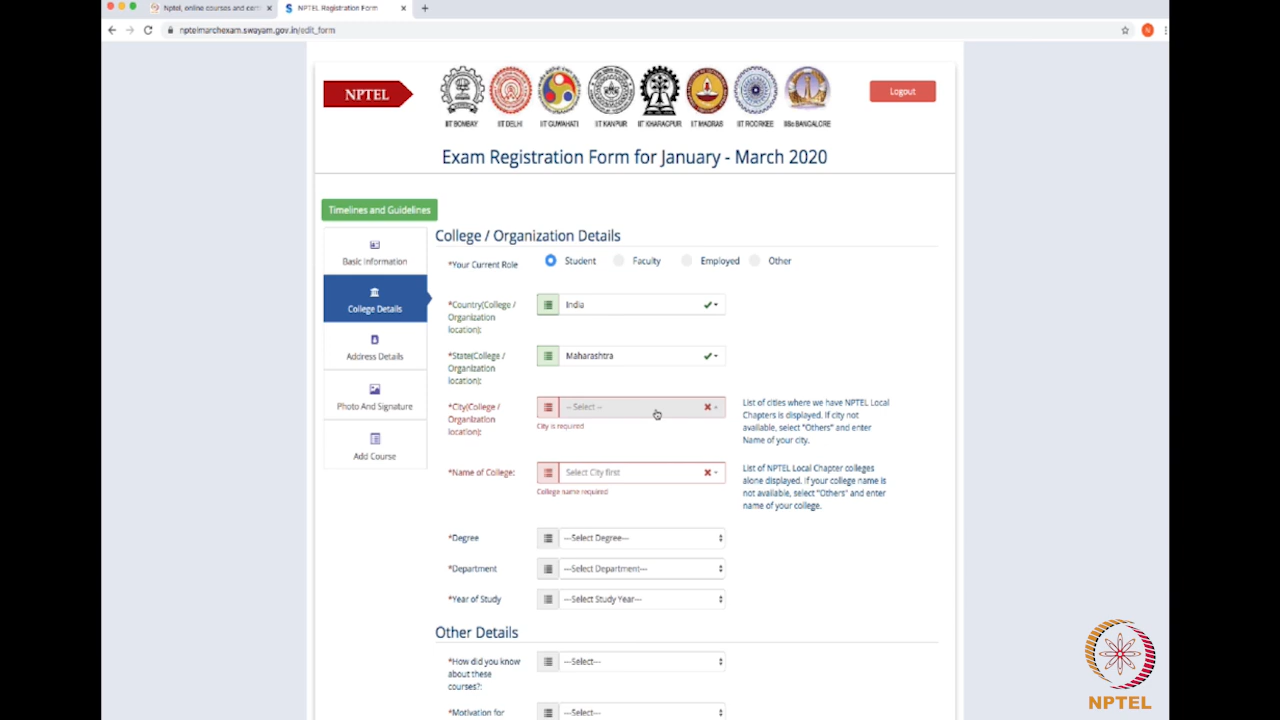 Nptel, online courses and cert
NPTEL Registration Form
nptelmarchexam.swayam.gov.in/edit_form
NPTEL
IIT BOMBAY
IIT DELHI
IIT GUWAHATI
IIT KANPUR
IIT KHARAGPUR
IIT MADRAS
IIT ROORKEE
IISc BANGALORE
Logout
Exam Registration Form for January - March 2020
Timelines and Guidelines
Basic Information
College Details
Address Details
Photo And Signature
Add Course
College / Organization Details
*Your Current Role
Student
Faculty
Employed
Other
*Country(College /
Organization
location):
India
*State(College /
Organization
location):
Maharashtra
*City(College /
Organization
location):
-- Select --
City is required
List of cities where we have NPTEL Local
Chapters is displayed. If city not
available, select "Others" and enter
Name of your city.
*Name of College:
Select City first
College name required
List of NPTEL Local Chapter colleges
alone displayed. If your college name is
not available, select "Others" and enter
name of your college.
*Degree
---Select Degree---
*Department
---Select Department---
*Year of Study
---Select Study Year---
Other Details
*How did you know
about these
courses?:
---Select---
*Motivation for
---Select---
NPTEL